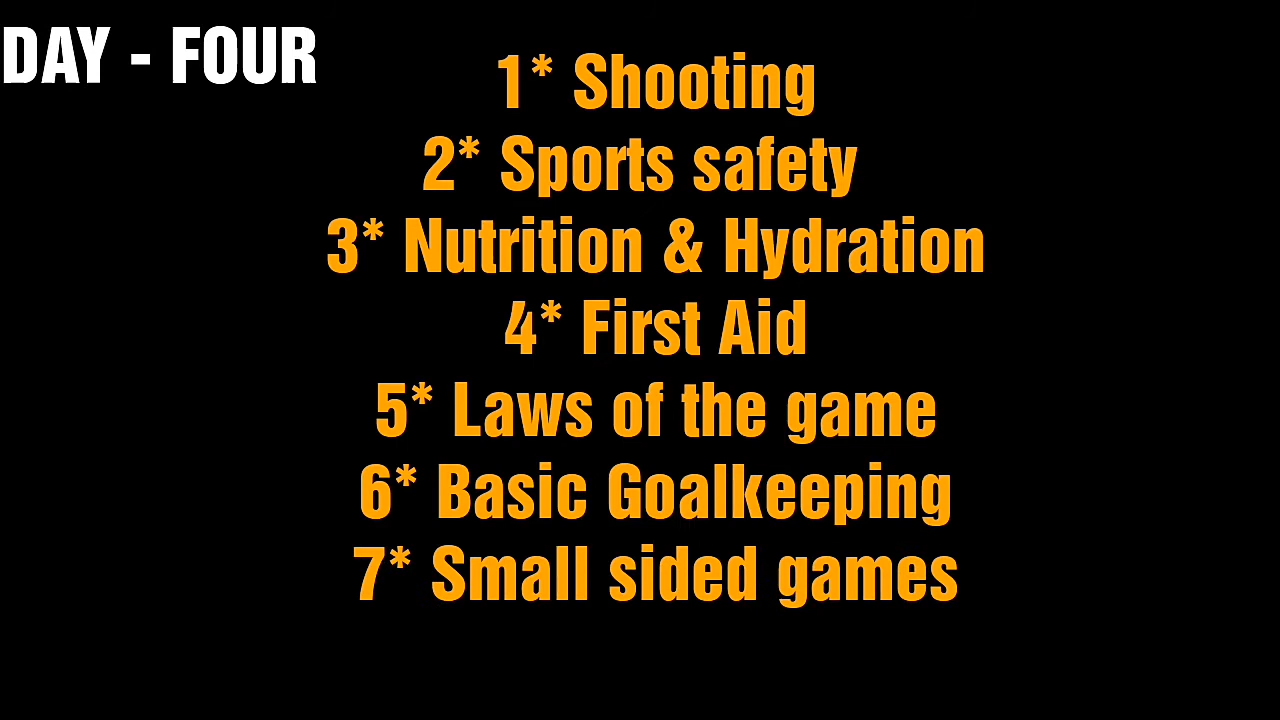 DAY - FOUR
1* Shooting
2* Sports safety
3* Nutrition & Hydration
4* First Aid
5* Laws of the game
6* Basic Goalkeeping
7* Small sided games